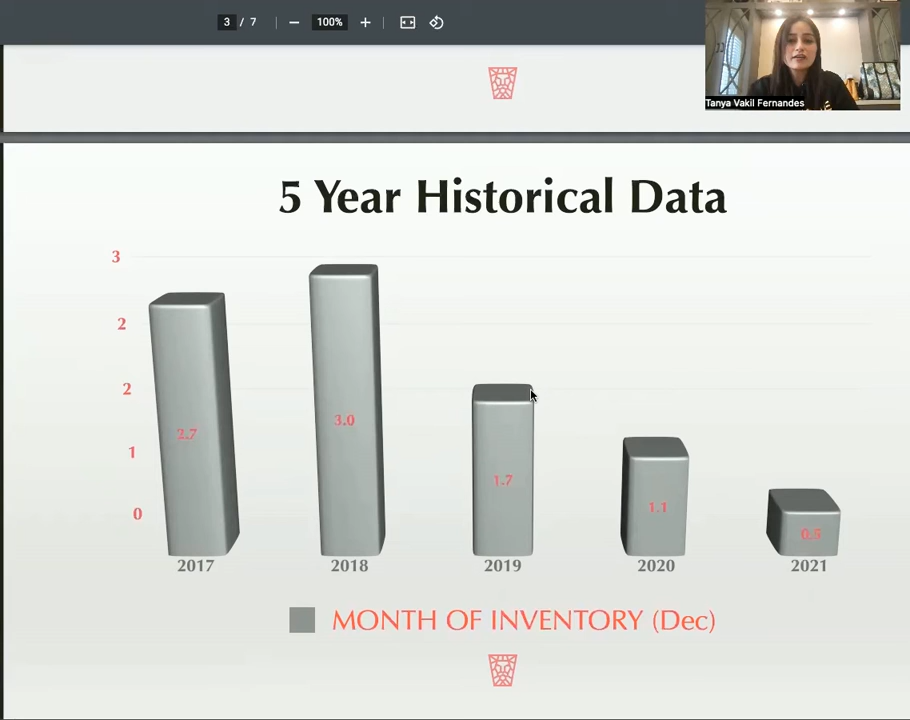 3 / 7
100%
Tanya Vakil Fernandes
5 Year Historical Data
3
2
2
1
0
2.7
3.0
1.7
1.1
0.5
2017 2018 2019 2020 2021
MONTH OF INVENTORY (Dec)